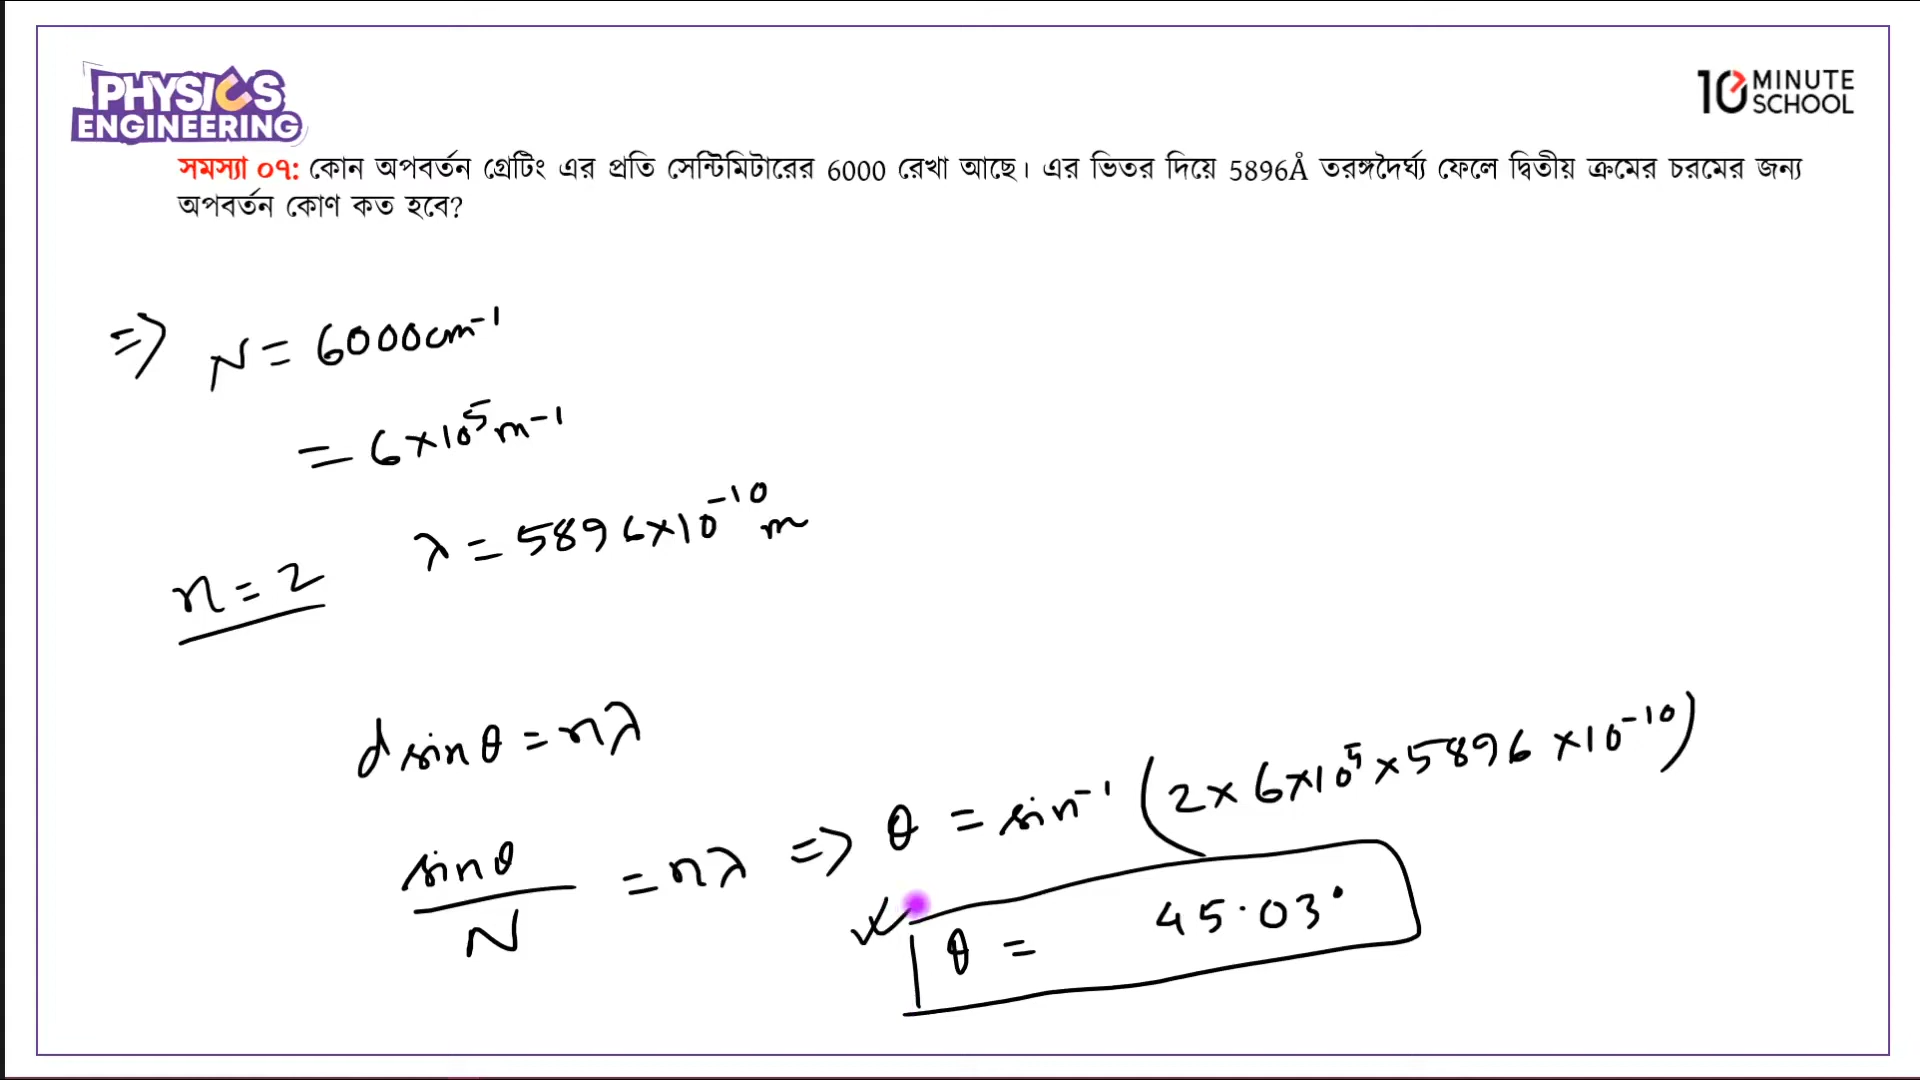 PHYSICS
ENGINEERING
10 MINUTE
SCHOOL
সমস্যা ০৭: কোন অপবর্তন গ্রেটিং এর প্রতি সেন্টিমিটারের 6000 রেখা আছে। এর ভিতর দিয়ে 5896Å তরঙ্গদৈর্ঘ্য ফেলে দ্বিতীয় ক্রমের চরমের জন্য
অপবর্তন কোণ কত হবে?
⇒ N = 6000cm⁻¹
= 6×10⁵m⁻¹
λ = 5896×10⁻¹⁰ m
n = 2
d sinθ = nλ
sinθ/N = nλ ⇒ θ = sin⁻¹ (2×6×10⁵×5896×10⁻¹⁰)
θ = 45.03°